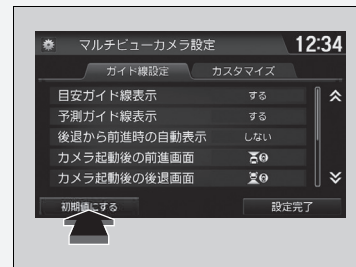 マルチビューカメラ設定 12:34
ガイド線設定 カスタマイズ
目安ガイド線表示 する
予測ガイド線表示 する
後退から前進時の自動表示 しない
カメラ起動後の前進画面
カメラ起動後の後退画面
初期値にする 設定完了